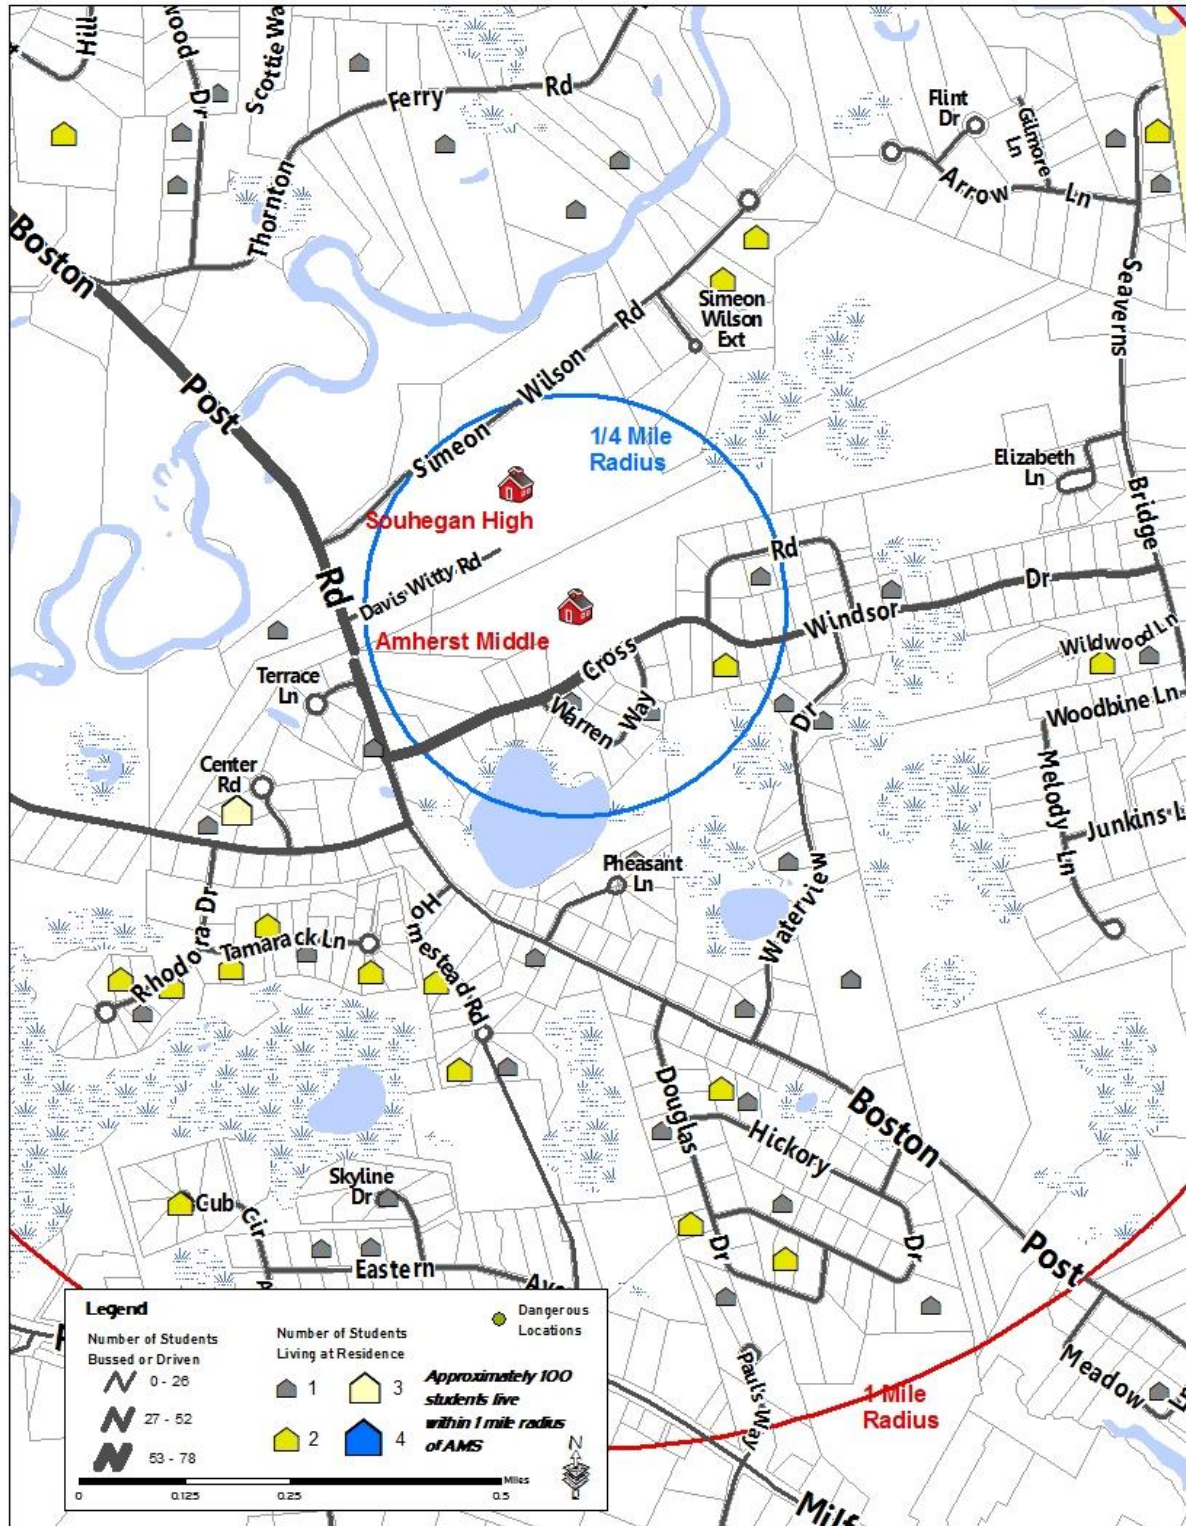 Hill
wood Dr
Scottie Wa
Ferry Rd
Thornton
Flint
Dr
Gilmore
Ln
Arrow Ln
Boston
Post
Rd
Simeon
Wilson
Ext
Simeon Wilson Rd
Seaverns
Bridge
1/4 Mile
Radius
Elizabeth
Ln
Souhegan High
Davis Witty Rd
Amherst Middle
Rd
Windsor Dr
Cross
Warren
Way
Dr
Wildwood Ln
Woodbine Ln
Melody Ln
Junkins L
Terrace
Ln
Center
Rd
Pheasant
Ln
Waterview
Rhodora Dr
Tamarack Ln
Homestead Rd
Douglas
Dr
Hickory
Dr
Boston
Post
Skyline
Dr
Gub
Cir
Eastern
Ave
Meadow
Paul's Way
Milf
1 Mile
Radius
Legend
Number of Students
Bussed or Driven
0 - 26
27 - 52
53 - 78
Number of Students
Living at Residence
1
3
2
4
Dangerous
Locations
Approximately 100
students live
within 1 mile radius
of AMS
N
Miles
0 0.125 0.25 0.5